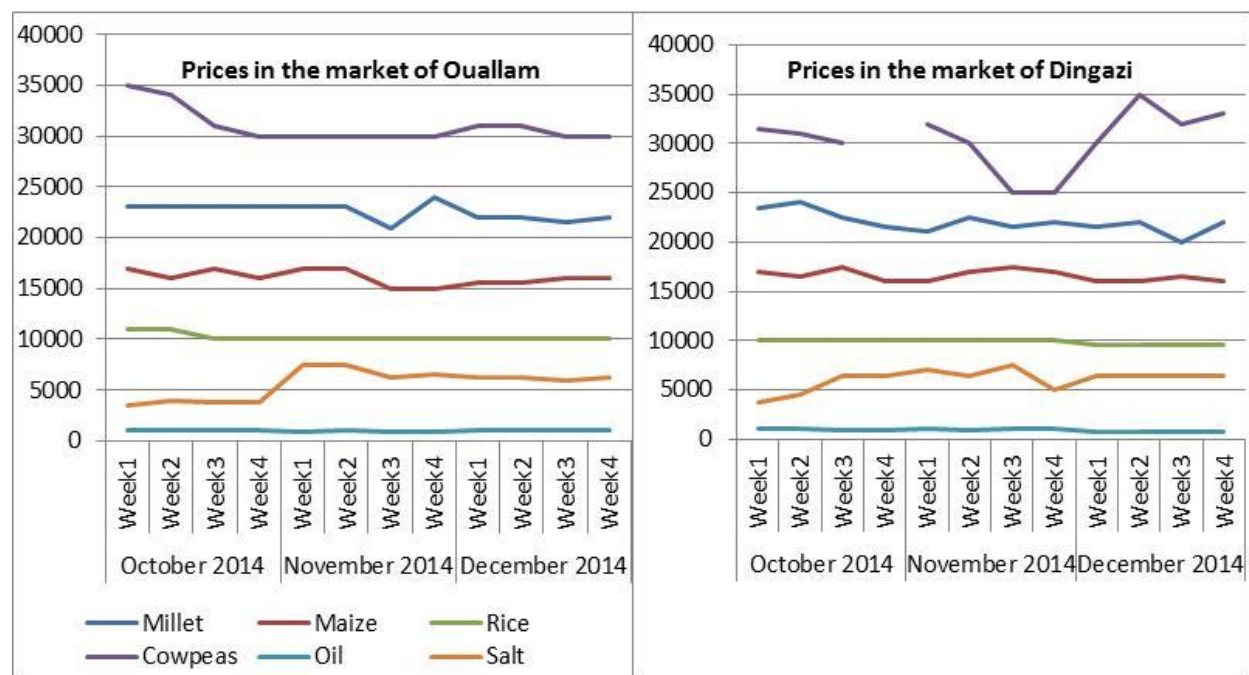 Prices in the market of Ouallam
40000
35000
30000
25000
20000
15000
10000
5000
0
Week1
Week2
Week3
Week4
Week1
Week2
Week3
Week4
Week1
Week2
Week3
Week4
October 2014
November 2014
December 2014
Millet
Maize
Rice
Cowpeas
Oil
Salt
Prices in the market of Dingazi
40000
35000
30000
25000
20000
15000
10000
5000
0
Week1
Week2
Week3
Week4
Week1
Week2
Week3
Week4
Week1
Week2
Week3
Week4
October 2014
November 2014
December 2014